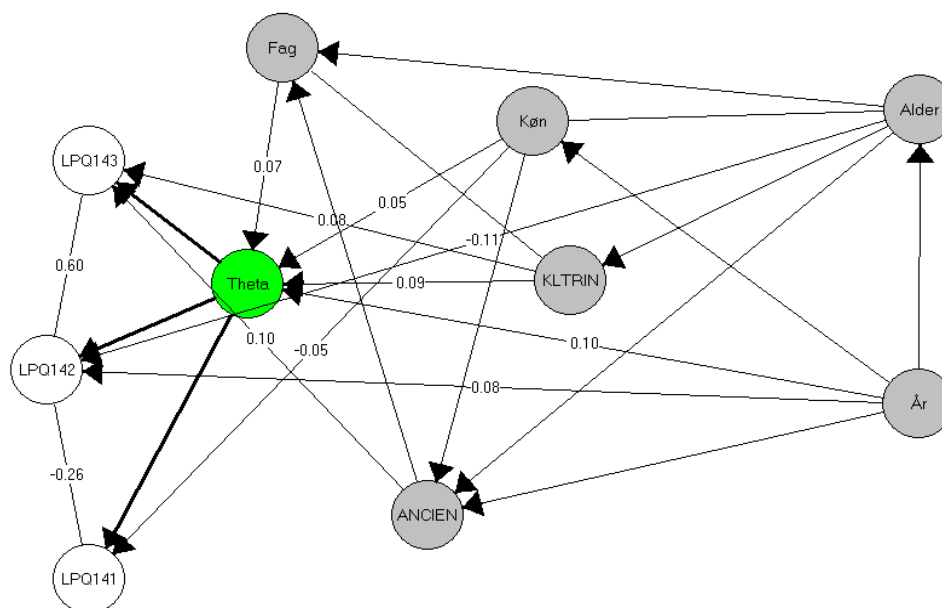 Fag
Alder
Køn
LPQ143
0.07
0.05
0.08
-0.11
0.60
Theta
0.09
KLTRIN
0.10
0.10
-0.05
LPQ142
0.08
År
-0.26
ANCIEN
LPQ141